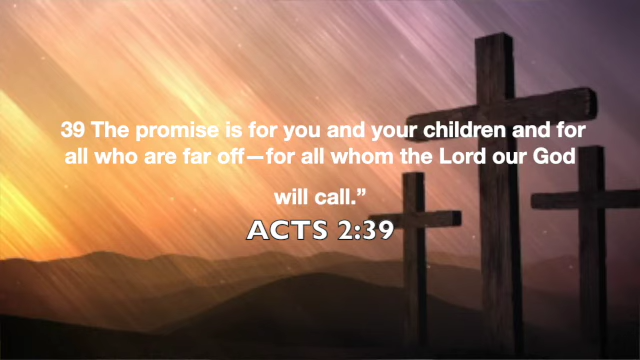 39 The promise is for you and your children and for
all who are far off—for all whom the Lord our God
will call.”
ACTS 2:39